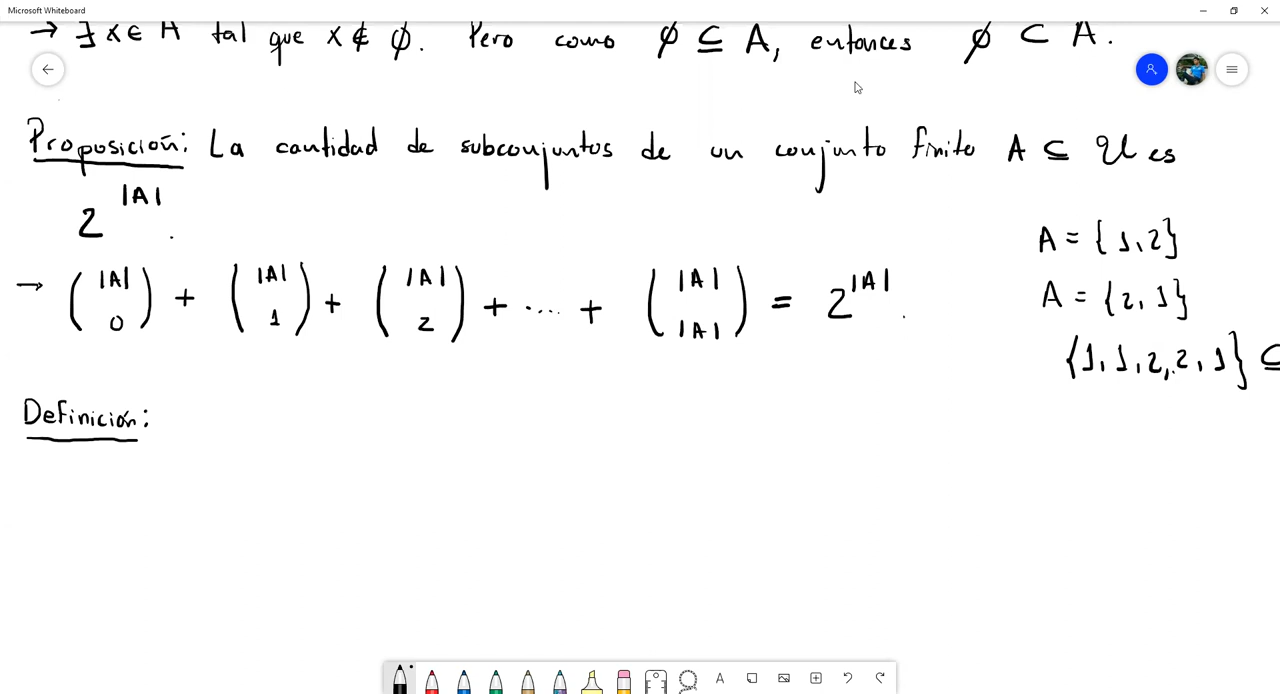 Microsoft Whiteboard
→ ∃ x ∈ A tal que x ∉ ∅. Pero como ∅ ⊆ A, entonces ∅ ⊂ A.
Proposición: La cantidad de subconjuntos de un conjunto finito A ⊆ 𝒰 es
2^|A|.
→ (|A| 0) + (|A| 1) + (|A| 2) + ... + (|A| |A|) = 2^|A|.
A = {1,2}
A = {2,1}
{1,1,2,2,1} ⊆
Definición: